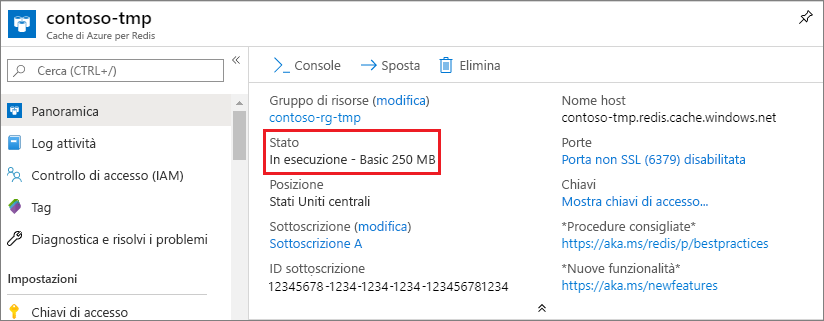 contoso-tmp
Cache di Azure per Redis
Cerca (CTRL+/)
Panoramica
Log attività
Controllo di accesso (IAM)
Tag
Diagnostica e risolvi i problemi
Impostazioni
Chiavi di accesso
Console
Sposta
Elimina
Gruppo di risorse (modifica)
contoso-rg-tmp
Stato
In esecuzione - Basic 250 MB
Posizione
Stati Uniti centrali
Sottoscrizione (modifica)
Sottoscrizione A
ID sottoscrizione
12345678-1234-1234-1234-123456781234
Nome host
contoso-tmp.redis.cache.windows.net
Porte
Porta non SSL (6379) disabilitata
Chiavi
Mostra chiavi di accesso...
*Procedure consigliate*
https://aka.ms/redis/p/bestpractices
*Nuove funzionalità*
https://aka.ms/newfeatures